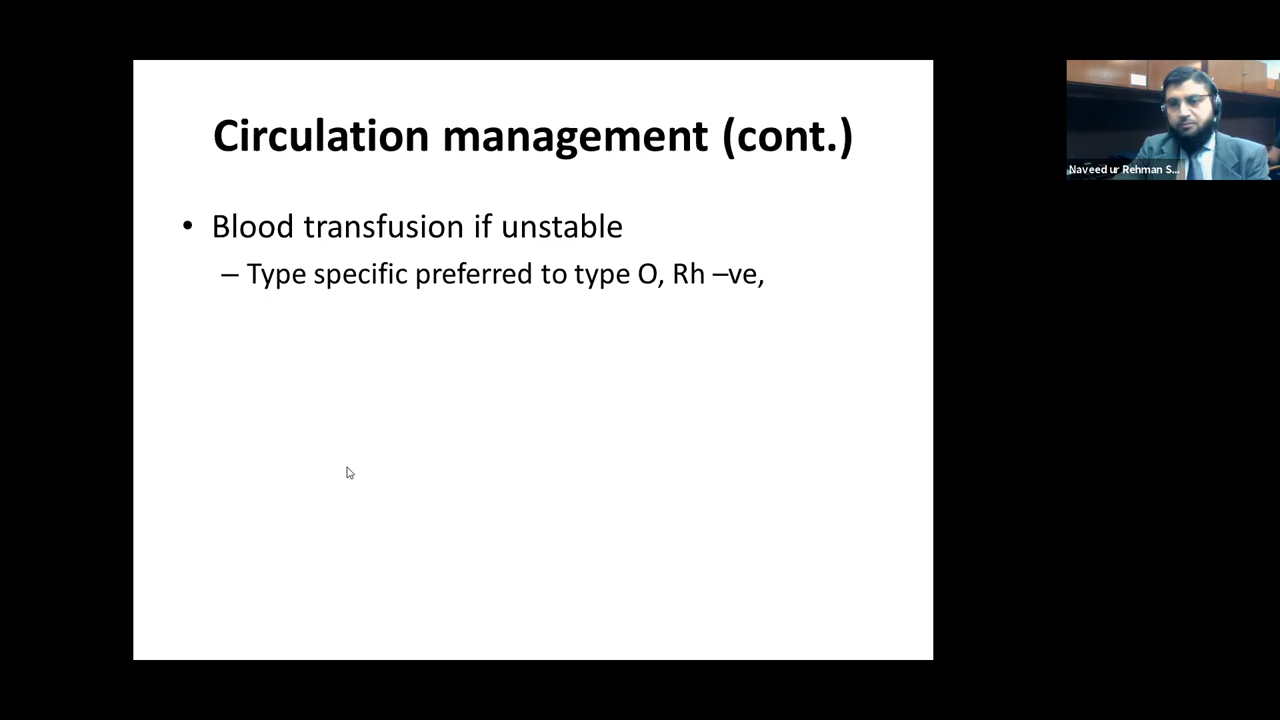 Circulation management (cont.)
• Blood transfusion if unstable
– Type specific preferred to type O, Rh –ve,
Naveed ur Rehman S...